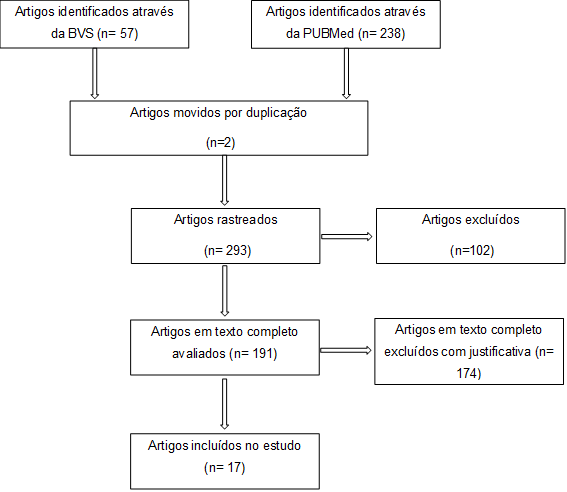 Artigos identificados através
da BVS (n= 57)
Artigos identificados através
da PUBMed (n= 238)
Artigos movidos por duplicação
(n=2)
Artigos rastreados
(n= 293)
Artigos excluídos
(n=102)
Artigos em texto completo
avaliados (n= 191)
Artigos em texto completo
excluídos com justificativa (n=
174)
Artigos incluídos no estudo
(n= 17)